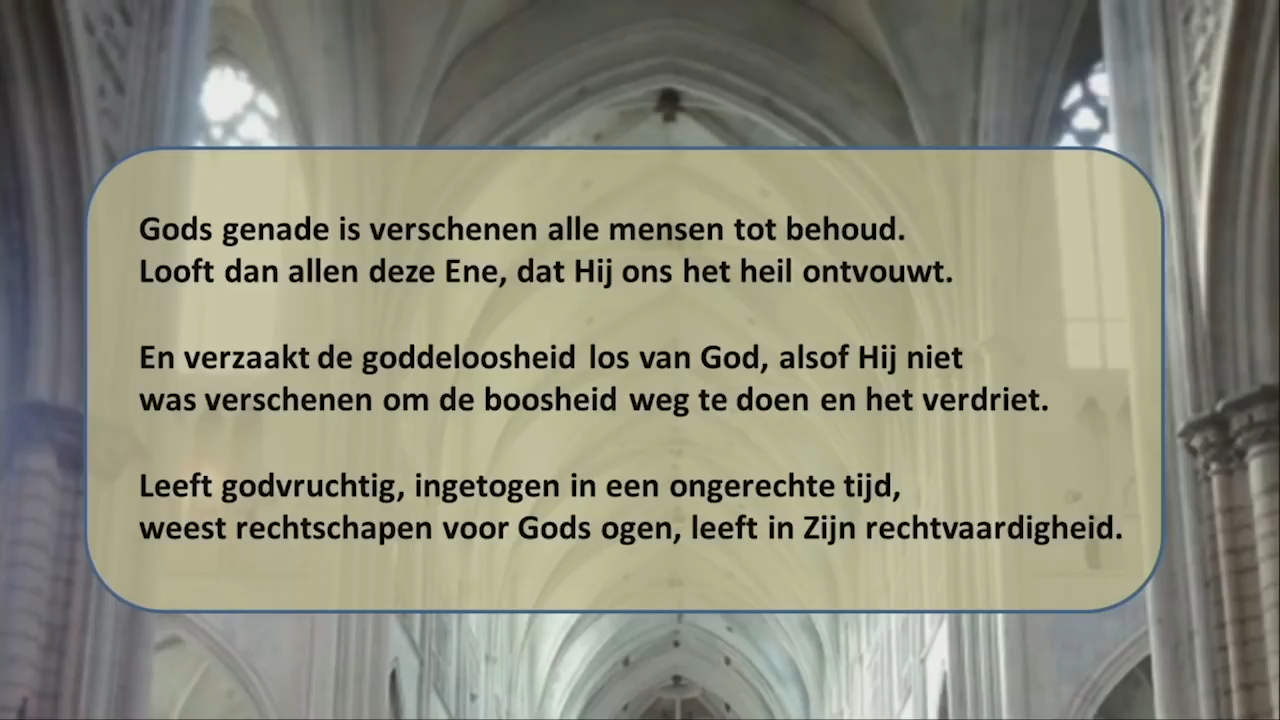 Gods genade is verschenen alle mensen tot behoud.
Looft dan allen deze Ene, dat Hij ons het heil ontvouwt.
En verzaakt de goddeloosheid los van God, alsof Hij niet
was verschenen om de boosheid weg te doen en het verdriet.
Leeft godvruchtig, ingetogen in een ongerechte tijd,
weest rechtschapen voor Gods ogen, leeft in Zijn rechtvaardigheid.